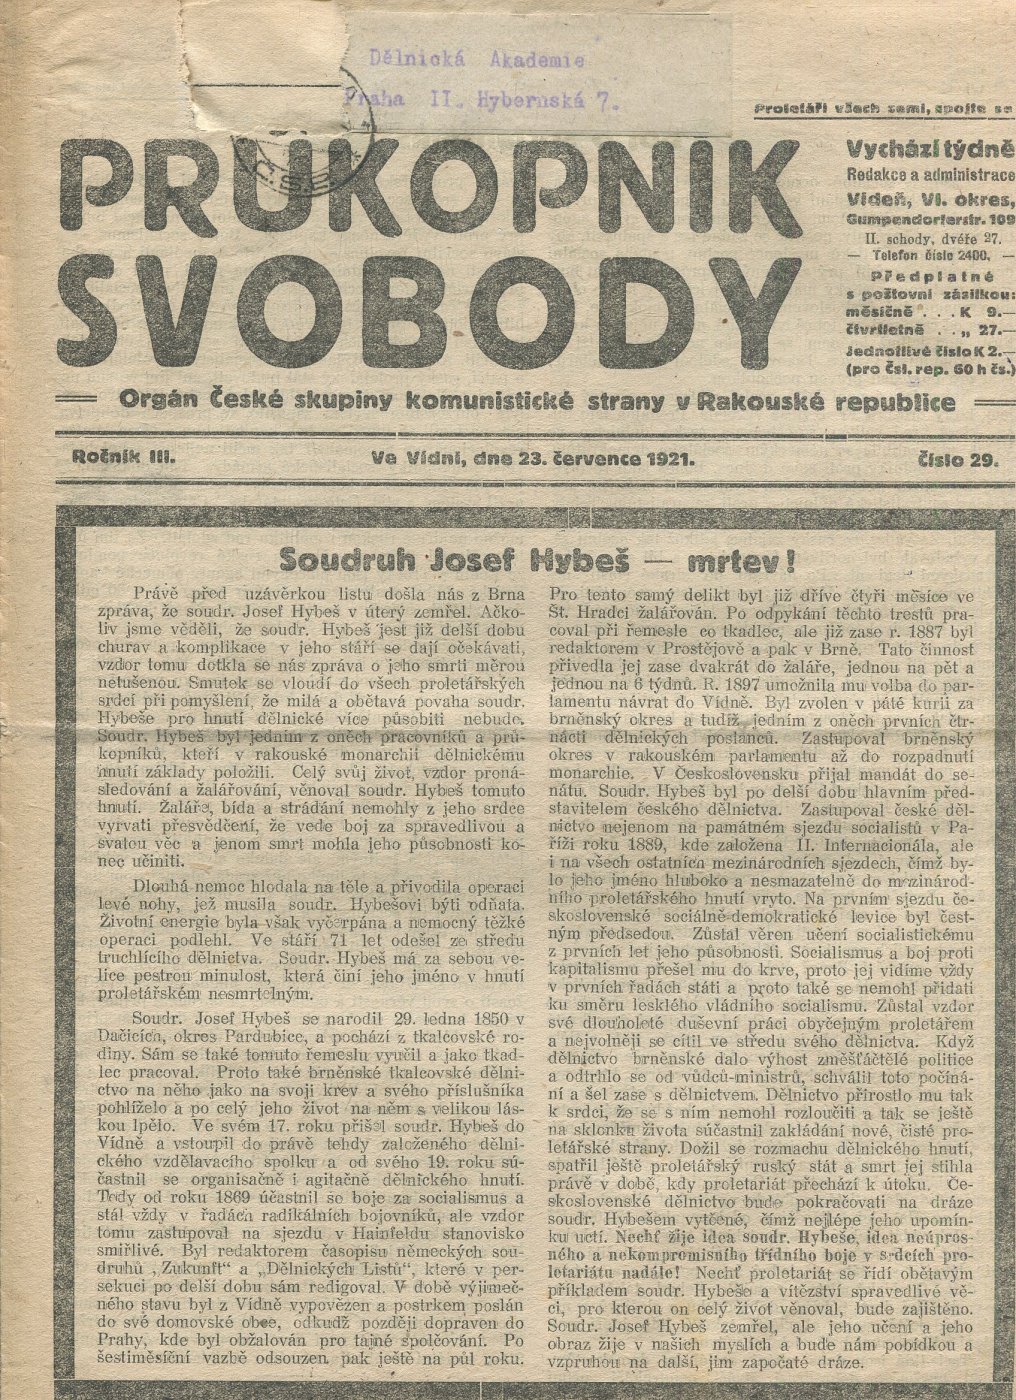 Dělnická Akademie
Praha II. Hybernská 7.
Proletáři všech zemí, spojte se
PRŮKOPNÍK
SVOBODY
Vychází týdně
Redakce a administrace
Vídeň, VI. okres,
Gumpendorferstr. 109
II. schody, dvéře 27.
— Telefon číslo 2400. —
Předplatné
s poštovní zásilkou:
měsíčně . . . K 9.—
čtvrtletně . . „ 27.—
Jednotlivé číslo K 2.—
(pro Čsl. rep. 60 h čs.)
Orgán České skupiny komunistické strany v Rakouské republice
Ročník III.
Ve Vídni, dne 23. července 1921.
Číslo 29.
Soudruh Josef Hybeš — mrtev!
Právě před uzávěrkou listu došla nás z Brna
zpráva, že soudr. Josef Hybeš v úterý zemřel. Ačko-
liv jsme věděli, že soudr. Hybeš jest již delší dobu
churav a komplikace v jeho stáří se dají očekávati,
vzdor tomu dotkla se nás zpráva o jeho smrti měrou
netušenou. Smutek se vloudí do všech proletářských
srdcí při pomyšlení, že milá a obětavá povaha soudr.
Hybeše pro hnutí dělnické více působiti nebude.
Soudr. Hybeš byl jedním z oněch pracovníků a prů-
kopníků, kteří v rakouské monarchii dělnickému
hnutí základy položili. Celý svůj život, vzdor proná-
sledování a žalářování, věnoval soudr. Hybeš tomuto
hnutí. Žaláře, bída a strádání nemohly z jeho srdce
vyrvati přesvědčení, že vede boj za spravedlivou a
svatou věc a jenom smrt mohla jeho působnosti ko-
nec učiniti.
Dlouhá nemoc hlodala na těle a přivodila operaci
levé nohy, jež musila soudr. Hybešovi býti odňata.
Životní energie byla však vyčerpána a nemocný těžké
operaci podlehl. Ve stáří 71 let odešel ze středu
truchlícího dělnictva. Soudr. Hybeš má za sebou ve-
lice pestrou minulost, která činí jeho jméno v hnutí
proletářském nesmrtelným.
Soudr. Josef Hybeš se narodil 29. ledna 1850 v
Dačicích, okres Pardubice, a pochází z tkalcovské ro-
diny. Sám se také tomuto řemeslu vyučil a jako tkad-
lec pracoval. Proto také brněnské tkalcovské dělni-
ctvo na něho jako na svoji krev a svého příslušníka
pohlíželo a po celý jeho život na něm s velikou lás-
kou lpělo. Ve svém 17. roku přišel soudr. Hybeš do
Vídně a vstoupil do právě tehdy založeného dělni-
ckého vzdělavacího spolku a od svého 19. roku sú-
častnil se organisačně i agitačně dělnického hnutí.
Tedy od roku 1869 účastnil se boje za socialismus a
stál vždy v řadách radikálních bojovníků, ale vzdor
tomu zastupoval na sjezdu v Hainfeldu stanovisko
smířlivé. Byl redaktorem časopisu německých sou-
druhů „Zukunft“ a „Dělnických Listů“, které v per-
sekuci po delší dobu sám redigoval. V době výjimeč-
ného stavu byl z Vídně vypovězen a postrkem poslán
do své domovské obce, odkudž později dopraven do
Prahy, kde byl obžalován pro tajné spolčování. Po
šestiměsíční vazbě odsouzen pak ještě na půl roku.
Pro tento samý delikt byl již dříve čtyři měsíce ve
Št. Hradci žalářován. Po odpykání těchto trestů pra-
coval při řemesle co tkadlec, ale již zase r. 1887 byl
redaktorem v Prostějově a pak v Brně. Tato činnost
přivedla jej zase dvakrát do žaláře, jednou na pět a
jednou na 6 týdnů. R. 1897 umožnila mu volba do par-
lamentu návrat do Vídně. Byl zvolen v páté kurii za
brněnský okres a tudíž jedním z oněch prvních čtr-
nácti dělnických poslanců. Zastupoval brněnský
okres v rakouském parlamentu až do rozpadnutí
monarchie. V Československu přijal mandát do se-
nátu. Soudr. Hybeš byl po delší dobu hlavním před-
stavitelem českého dělnictva. Zastupoval české děl-
nictvo nejenom na památném sjezdu socialistů v Pa-
říži roku 1889, kde založena II. Internacionála, ale
i na všech ostatních mezinárodních sjezdech, čímž by-
lo jeho jméno hluboko a nesmazatelně do mezinárod-
ního proletářského hnutí vryto. Na prvním sjezdu če-
skoslovenské sociálně-demokratické levice byl čest-
ným předsedou. Zůstal věren učení socialistickému
z prvních let jeho působnosti. Socialismus a boj proti
kapitalismu přešel mu do krve, proto jej vidíme vždy
v prvních řadách státi a proto také se nemohl přidati
ku směru lesklého vládního socialismu. Zůstal vzdor
své dlouholeté duševní práci obyčejným proletářem
a nejvolněji se cítil ve středu svého dělnictva. Když
dělnictvo brněnské dalo výhost změšťáčtělé politice
a odtrhlo se od vůdců-ministrů, schválil toto počíná-
ní a šel zase s dělnictvem. Dělnictvo přirostlo mu tak
k srdci, že se s ním nemohl rozloučiti a tak se ještě
na sklonku života súčastnil zakládání nové, čisté pro-
letářské strany. Dožil se rozmachu dělnického hnutí,
spatřil ještě proletářský ruský stát a smrt jej stihla
právě v době, kdy proletariát přechází k útoku. Če-
skoslovenské dělnictvo bude pokračovati na dráze
soudr. Hybešem vytčené, čímž nejlépe jeho upomín-
ku uctí. Nechť žije idea soudr. Hybeše, idea neúpros-
ného a nekompromisního třídního boje v srdcích pro-
letariátu nadále! Nechť proletariát se řídí obětavým
příkladem soudr. Hybeše a vítězství spravedlivé vě-
ci, pro kterou on celý život věnoval, bude zajištěno.
Soudr. Josef Hybeš zemřel, ale jeho učení a jeho
obraz žije v našich myslích a bude nám pobídkou a
vzpruhou na další, jím započaté dráze.